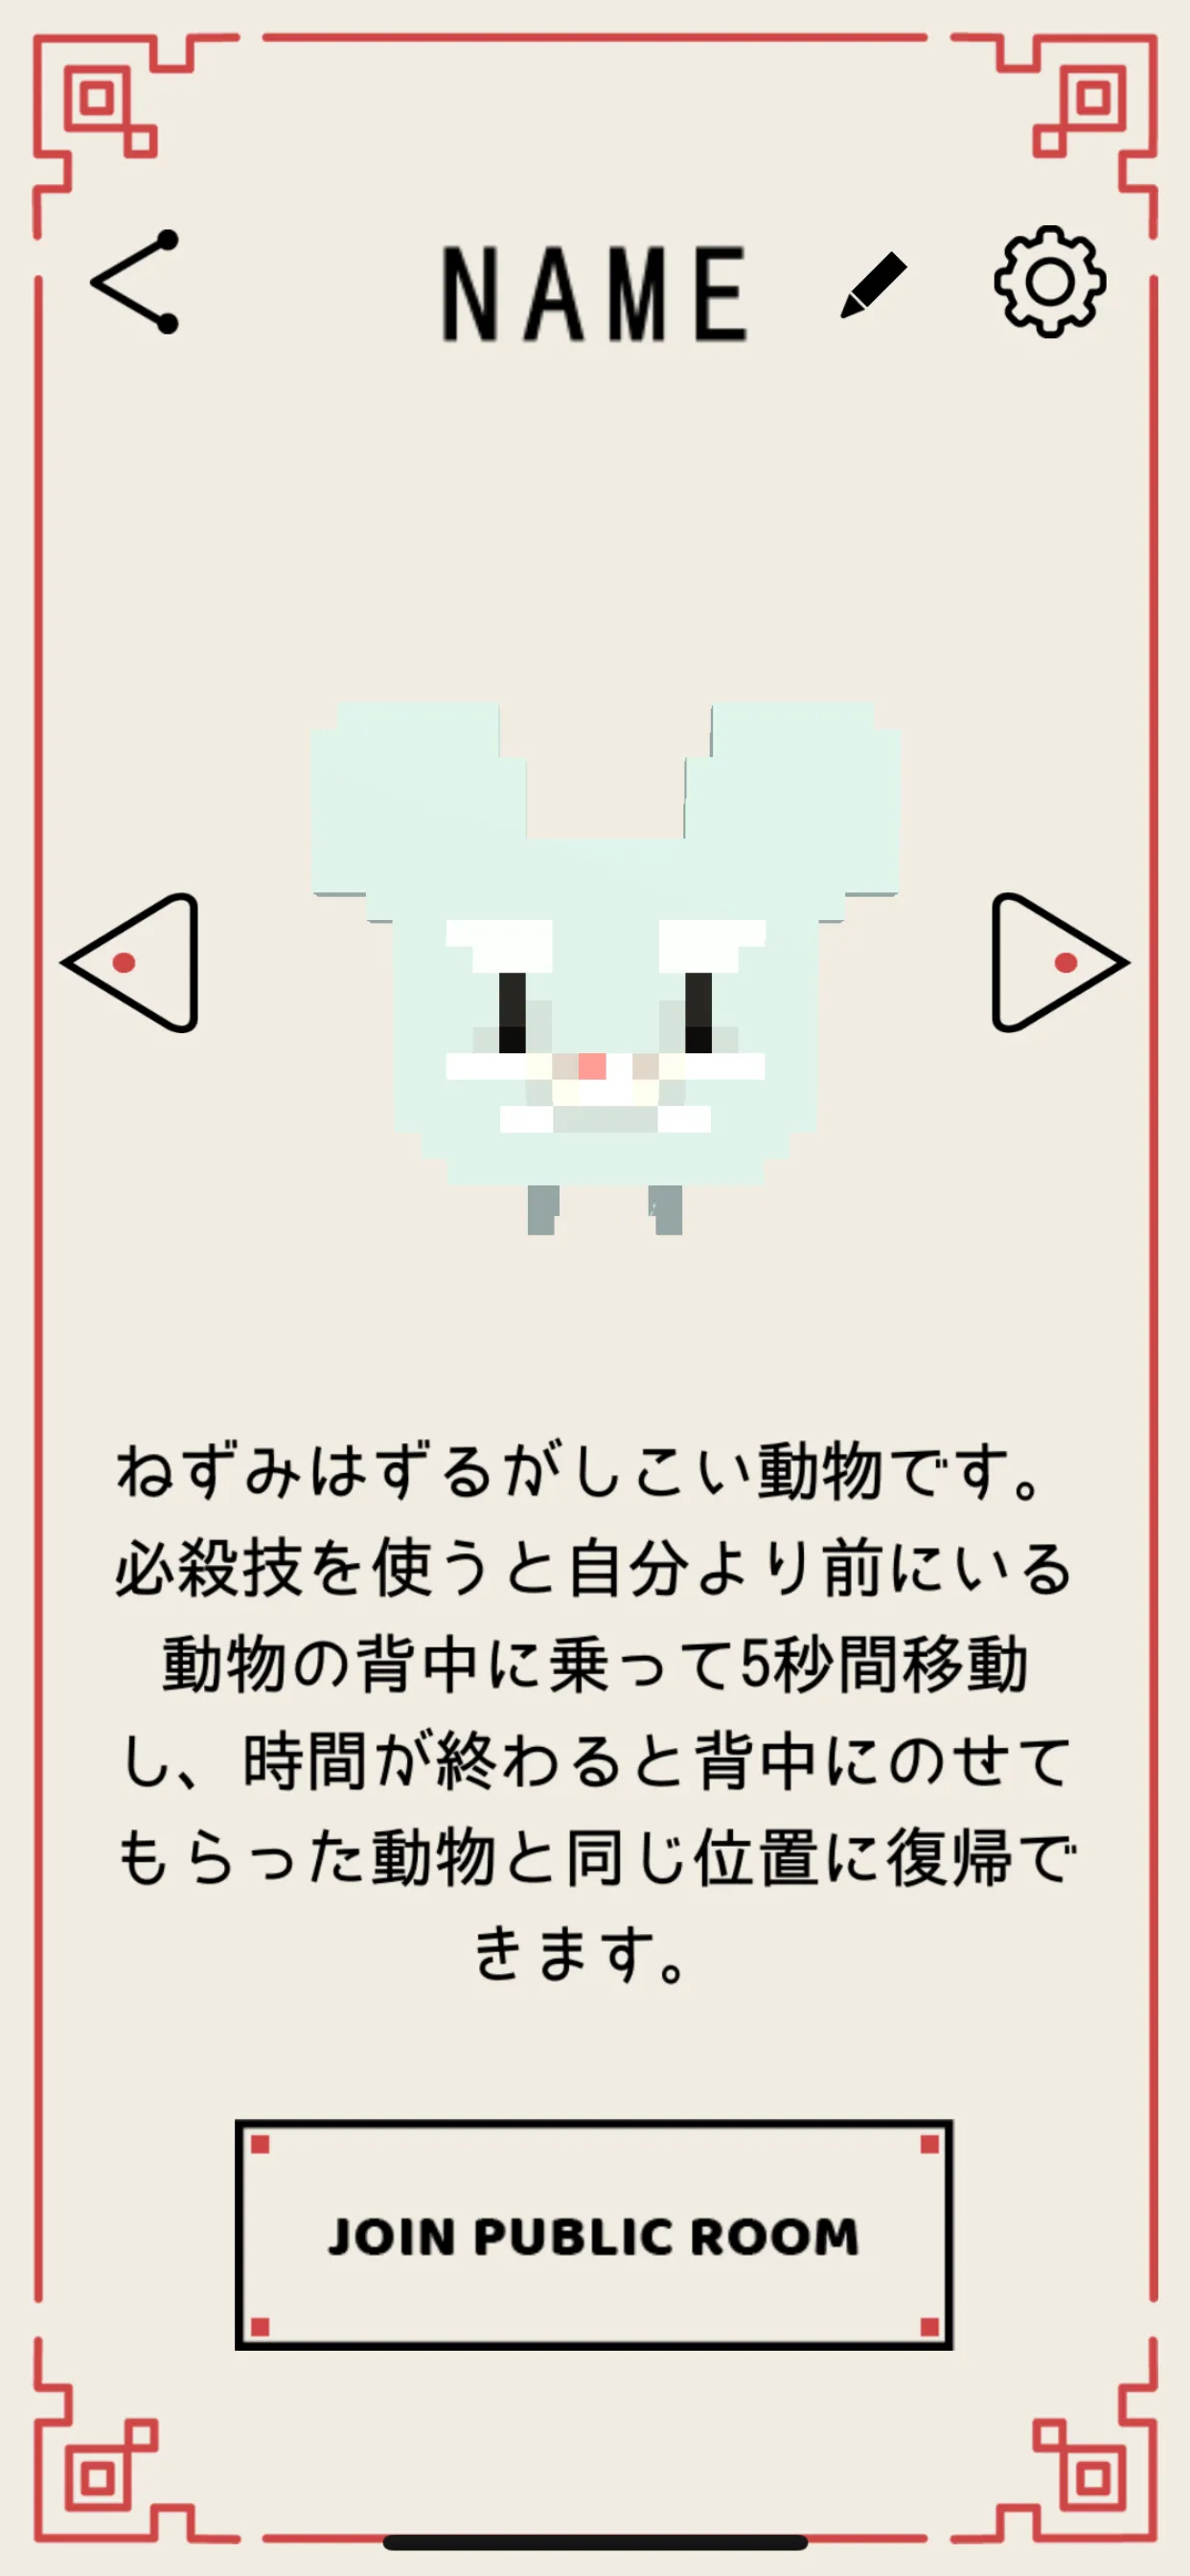 NAME
ねずみはずるがしこい動物です。
必殺技を使うと自分より前にいる
動物の背中に乗って5秒間移動
し、時間が終わると背中にのせて
もらった動物と同じ位置に復帰で
きます。
JOIN PUBLIC ROOM